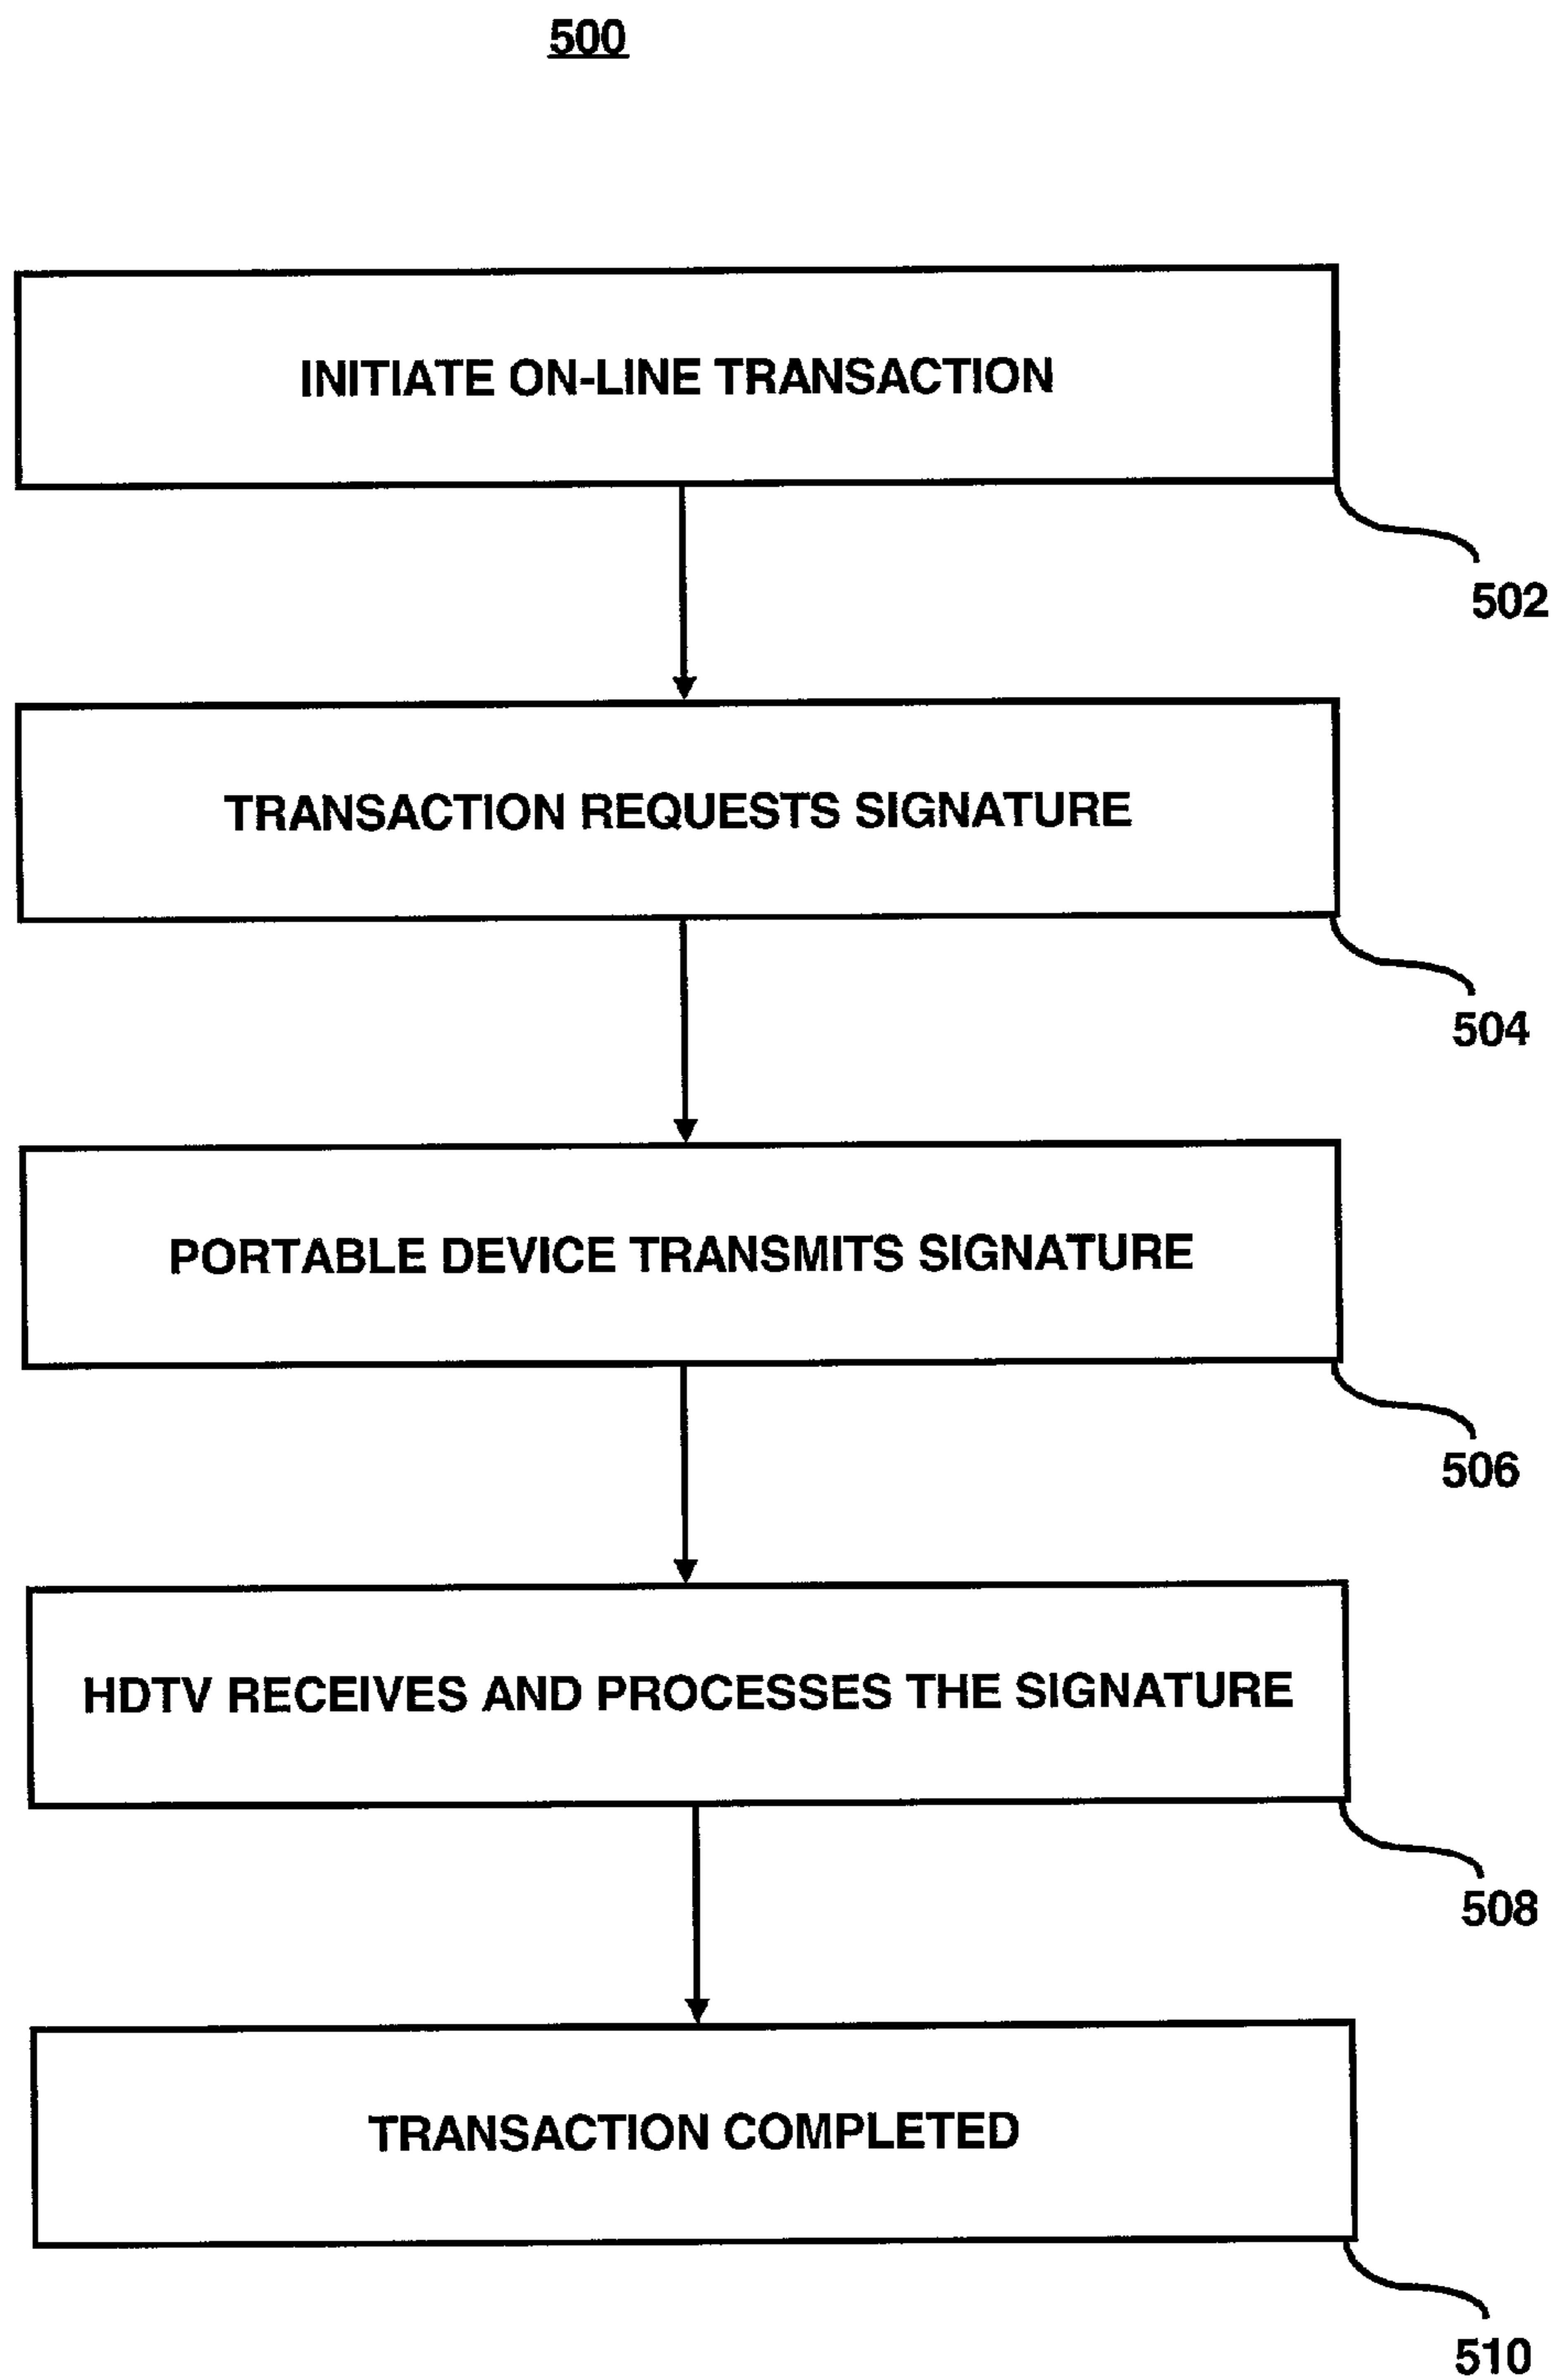 500
INITIATE ON-LINE TRANSACTION
502
TRANSACTION REQUESTS SIGNATURE
504
PORTABLE DEVICE TRANSMITS SIGNATURE
506
HDTV RECEIVES AND PROCESSES THE SIGNATURE
508
TRANSACTION COMPLETED
510